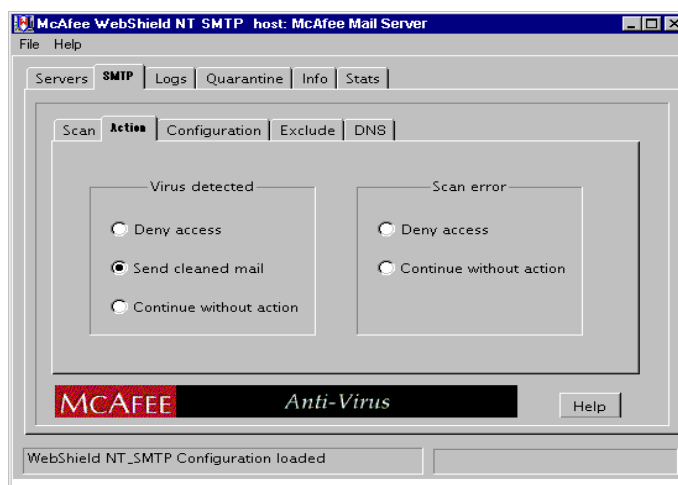 McAfee WebShield NT SMTP host: McAfee Mail Server
File Help
Servers SMTP Logs Quarantine Info Stats
Scan Action Configuration Exclude DNS
Virus detected
Deny access
Send cleaned mail
Continue without action
Scan error
Deny access
Continue without action
MCAFEE Anti-Virus
Help
WebShield NT_SMTP Configuration loaded